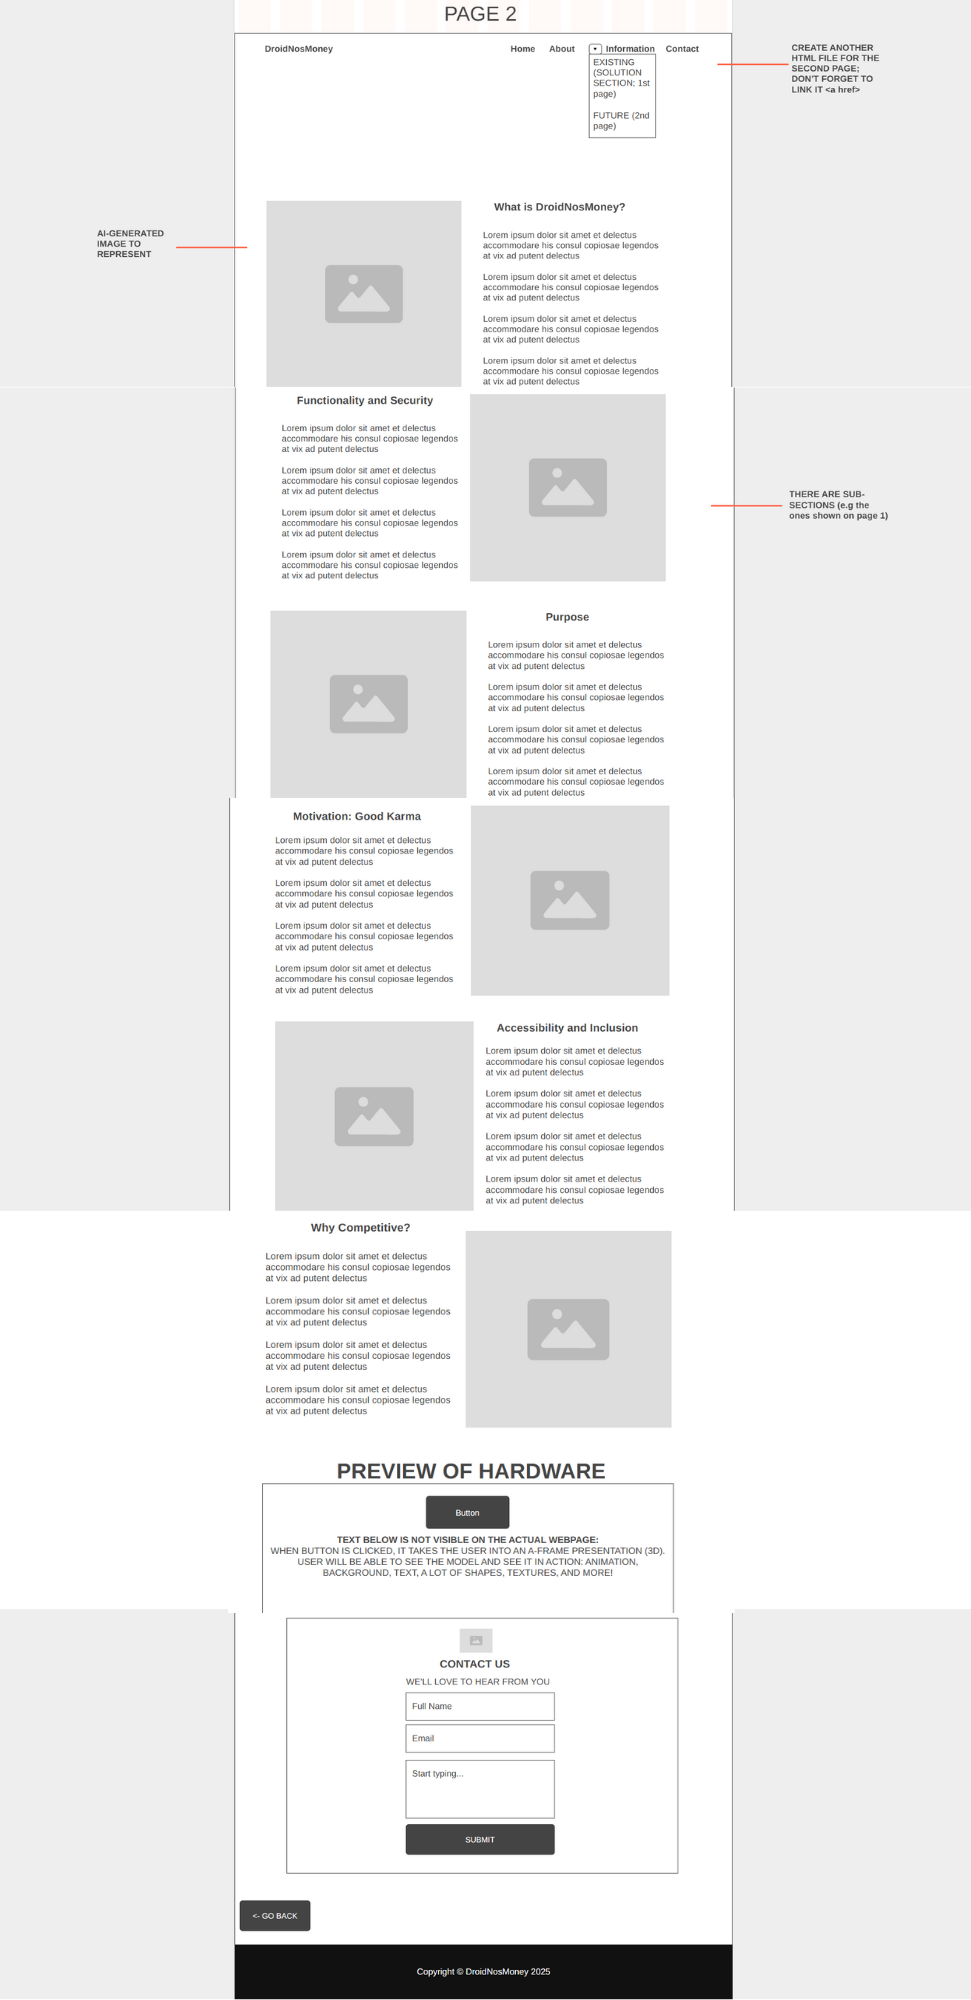 PAGE 2
DroidNosMoney
Home About ▾ Information Contact
EXISTING
(SOLUTION
SECTION; 1st
page)
FUTURE (2nd
page)
CREATE ANOTHER
HTML FILE FOR THE
SECOND PAGE;
DON'T FORGET TO
LINK IT <a href>
AI-GENERATED
IMAGE TO
REPRESENT
What is DroidNosMoney?
Lorem ipsum dolor sit amet et delectus
accommodare his consul copiosae legendos
at vix ad putent delectus
Lorem ipsum dolor sit amet et delectus
accommodare his consul copiosae legendos
at vix ad putent delectus
Lorem ipsum dolor sit amet et delectus
accommodare his consul copiosae legendos
at vix ad putent delectus
Lorem ipsum dolor sit amet et delectus
accommodare his consul copiosae legendos
at vix ad putent delectus
Functionality and Security
Lorem ipsum dolor sit amet et delectus
accommodare his consul copiosae legendos
at vix ad putent delectus
Lorem ipsum dolor sit amet et delectus
accommodare his consul copiosae legendos
at vix ad putent delectus
Lorem ipsum dolor sit amet et delectus
accommodare his consul copiosae legendos
at vix ad putent delectus
Lorem ipsum dolor sit amet et delectus
accommodare his consul copiosae legendos
at vix ad putent delectus
THERE ARE SUB-
SECTIONS (e.g the
ones shown on page 1)
Purpose
Lorem ipsum dolor sit amet et delectus
accommodare his consul copiosae legendos
at vix ad putent delectus
Lorem ipsum dolor sit amet et delectus
accommodare his consul copiosae legendos
at vix ad putent delectus
Lorem ipsum dolor sit amet et delectus
accommodare his consul copiosae legendos
at vix ad putent delectus
Lorem ipsum dolor sit amet et delectus
accommodare his consul copiosae legendos
at vix ad putent delectus
Motivation: Good Karma
Lorem ipsum dolor sit amet et delectus
accommodare his consul copiosae legendos
at vix ad putent delectus
Lorem ipsum dolor sit amet et delectus
accommodare his consul copiosae legendos
at vix ad putent delectus
Lorem ipsum dolor sit amet et delectus
accommodare his consul copiosae legendos
at vix ad putent delectus
Lorem ipsum dolor sit amet et delectus
accommodare his consul copiosae legendos
at vix ad putent delectus
Accessibility and Inclusion
Lorem ipsum dolor sit amet et delectus
accommodare his consul copiosae legendos
at vix ad putent delectus
Lorem ipsum dolor sit amet et delectus
accommodare his consul copiosae legendos
at vix ad putent delectus
Lorem ipsum dolor sit amet et delectus
accommodare his consul copiosae legendos
at vix ad putent delectus
Lorem ipsum dolor sit amet et delectus
accommodare his consul copiosae legendos
at vix ad putent delectus
Why Competitive?
Lorem ipsum dolor sit amet et delectus
accommodare his consul copiosae legendos
at vix ad putent delectus
Lorem ipsum dolor sit amet et delectus
accommodare his consul copiosae legendos
at vix ad putent delectus
Lorem ipsum dolor sit amet et delectus
accommodare his consul copiosae legendos
at vix ad putent delectus
Lorem ipsum dolor sit amet et delectus
accommodare his consul copiosae legendos
at vix ad putent delectus
PREVIEW OF HARDWARE
Button
TEXT BELOW IS NOT VISIBLE ON THE ACTUAL WEBPAGE:
WHEN BUTTON IS CLICKED, IT TAKES THE USER INTO AN A-FRAME PRESENTATION (3D).
USER WILL BE ABLE TO SEE THE MODEL AND SEE IT IN ACTION: ANIMATION,
BACKGROUND, TEXT, A LOT OF SHAPES, TEXTURES, AND MORE!
CONTACT US
WE'LL LOVE TO HEAR FROM YOU
Full Name
Email
Start typing...
SUBMIT
<- GO BACK
Copyright © DroidNosMoney 2025